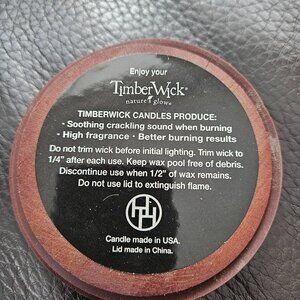 Enjoy your
TimberWick®
nature's glow®
TIMBERWICK CANDLES PRODUCE:
- Soothing crackling sound when burning
- High fragrance - Better burning results
Do not trim wick before initial lighting. Trim wick to
1/4" after each use. Keep wax pool free of debris.
Discontinue use when 1/2" of wax remains.
Do not use lid to extinguish flame.
Candle made in USA.
Lid made in China.